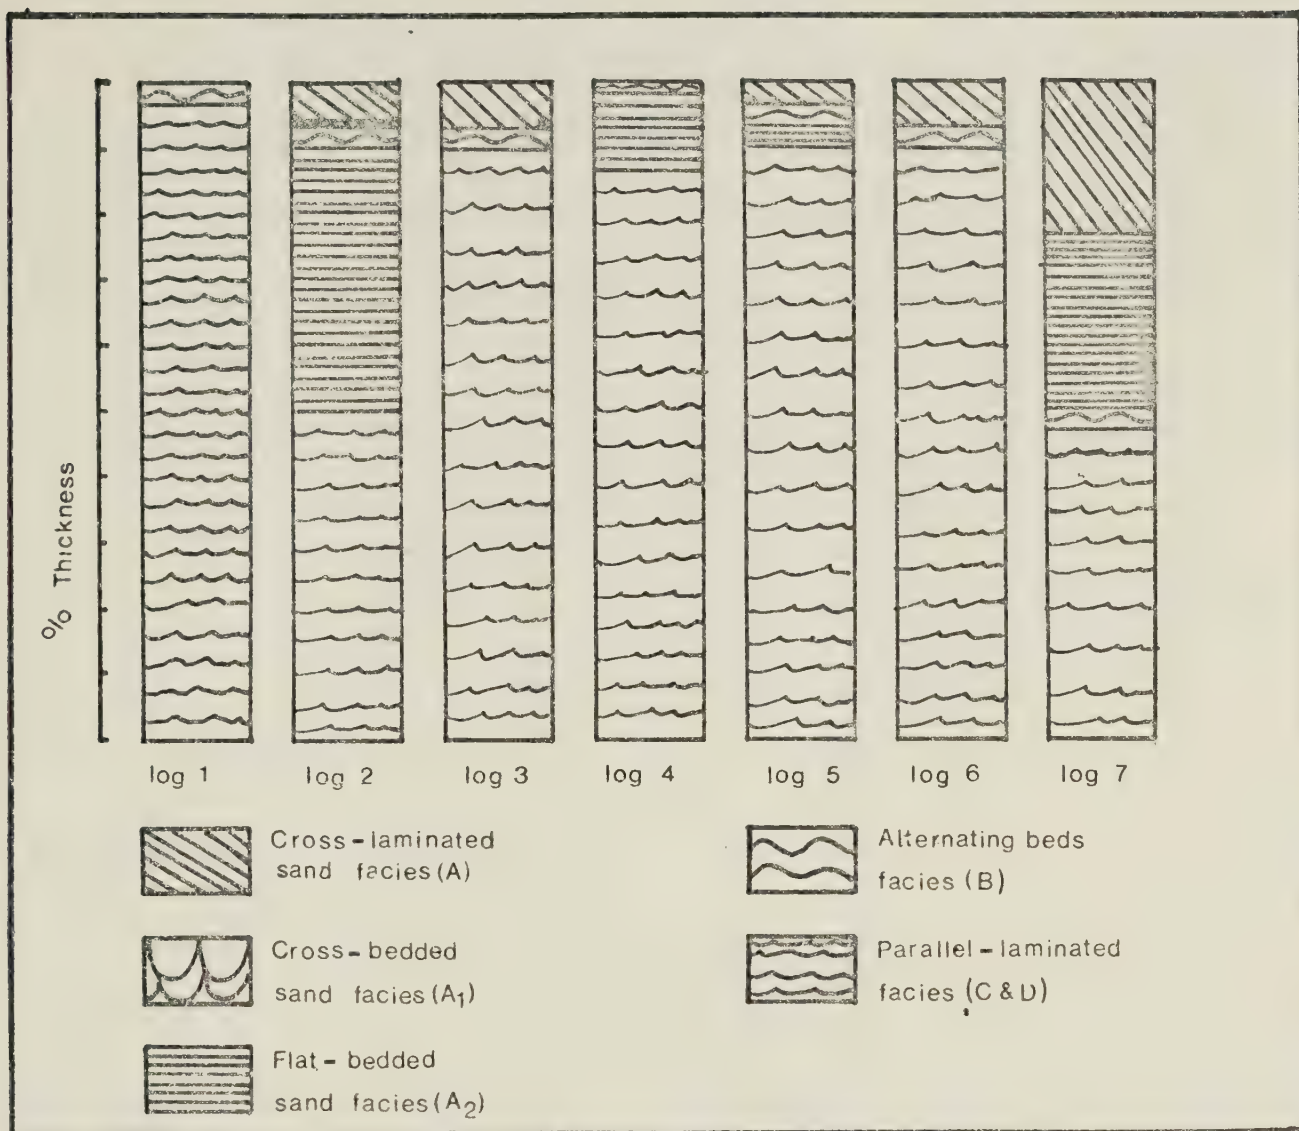 % Thickness
log 1 log 2 log 3 log 4 log 5 log 6 log 7
Cross-laminated
sand facies (A)
Cross-bedded
sand facies (A1)
Flat-bedded
sand facies (A2)
Alternating beds
facies (B)
Parallel-laminated
facies (C & D)